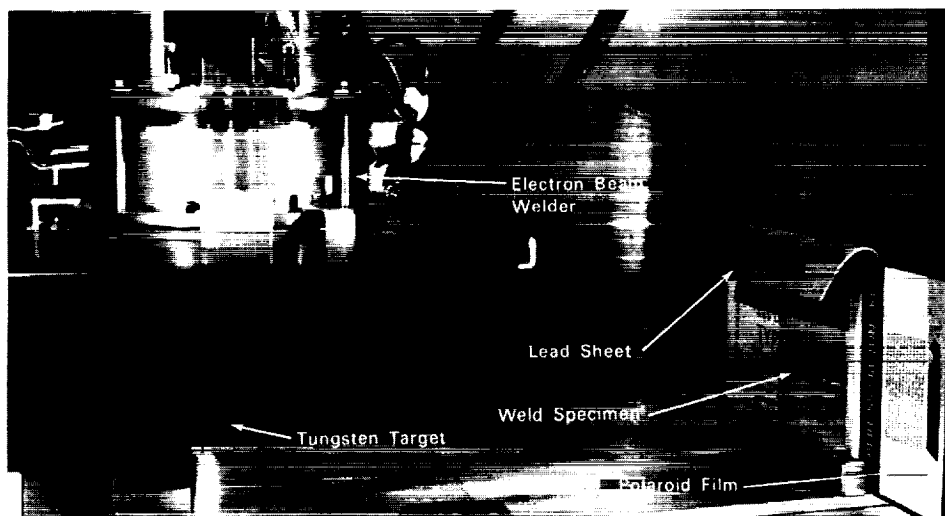 Electron Beam
Welder
Lead Sheet
Weld Specimen
Tungsten Target
Polaroid Film